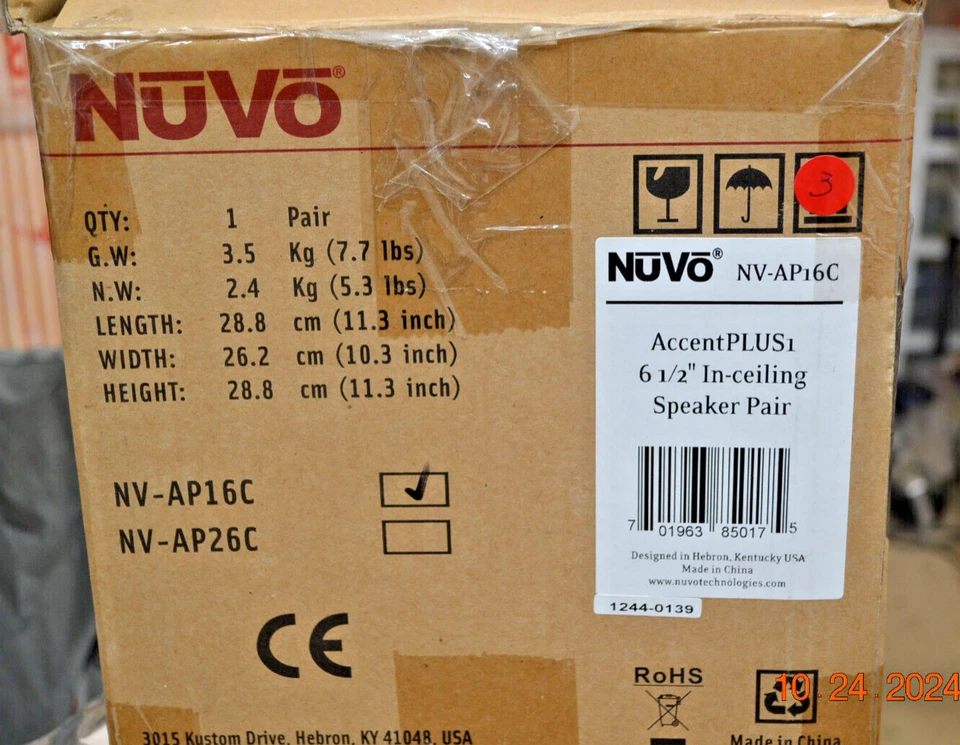 NŪVŌ®
QTY: 1 Pair
G.W: 3.5 Kg (7.7 lbs)
N.W: 2.4 Kg (5.3 lbs)
LENGTH: 28.8 cm (11.3 inch)
WIDTH: 26.2 cm (10.3 inch)
HEIGHT: 28.8 cm (11.3 inch)
NV-AP16C
NV-AP26C
3015 Kustom Drive, Hebron, KY 41048, USA
3
NŪVŌ® NV-AP16C
AccentPLUS1
6 1/2" In-ceiling
Speaker Pair
7 01963 85017 5
Designed in Hebron, Kentucky USA
Made in China
www.nuvotechnologies.com
1244-0139
CE
RoHS
Made in China
10.24.2024